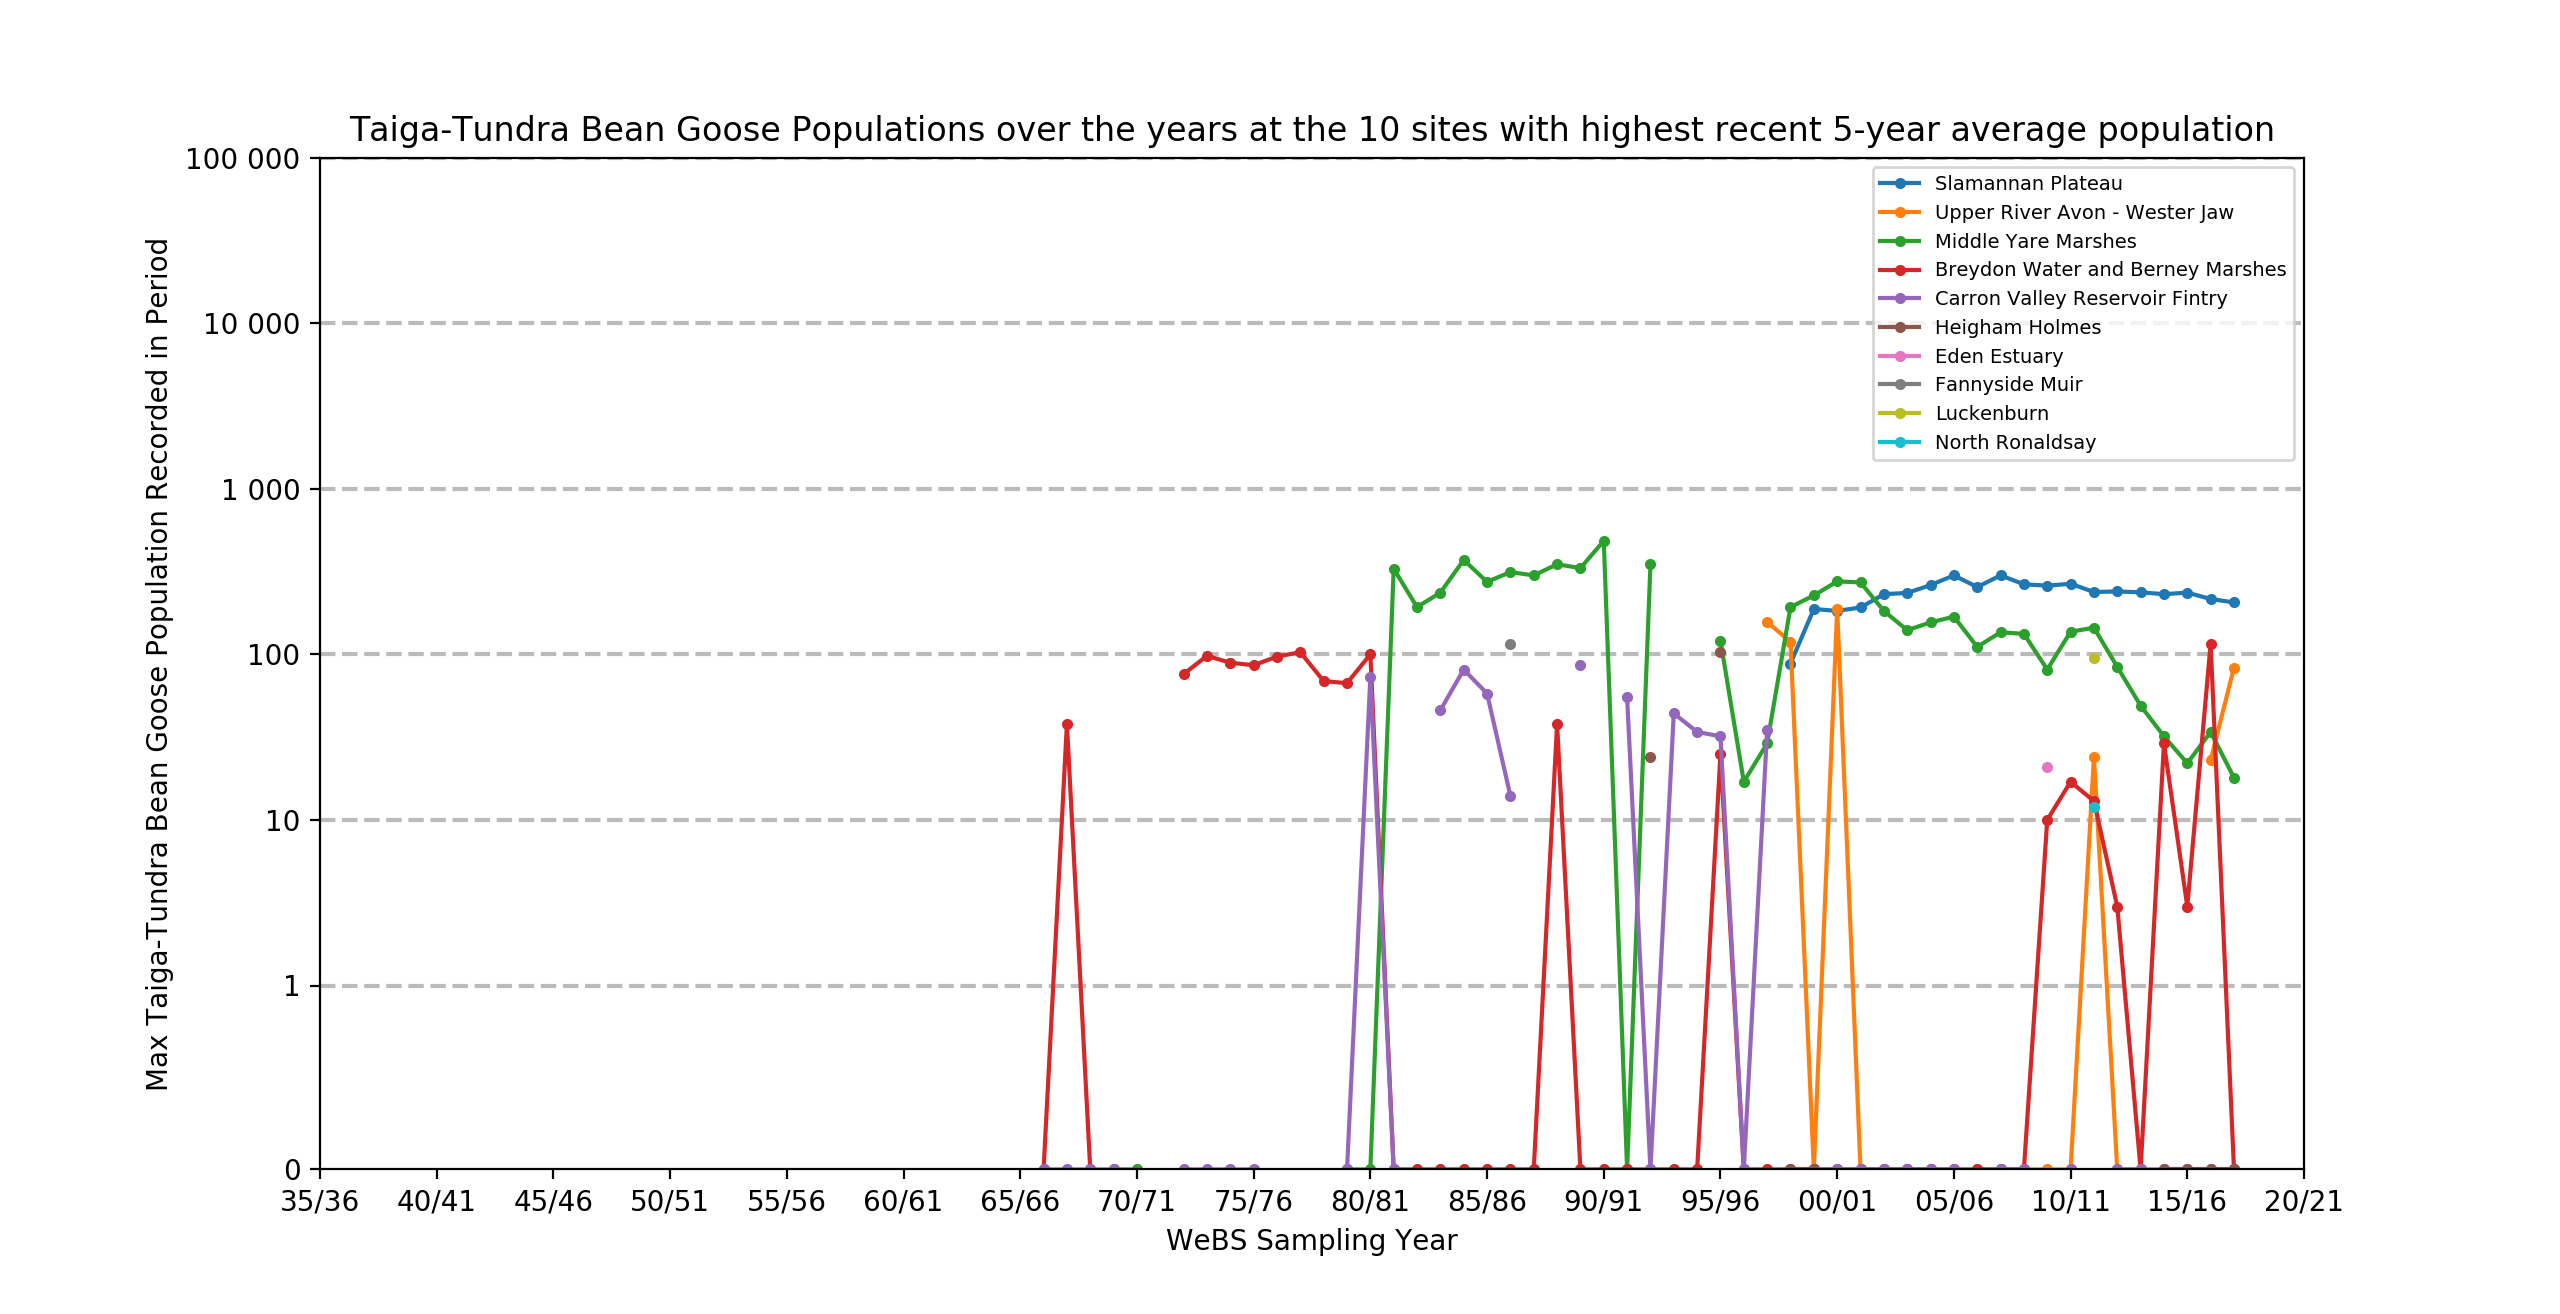 Taiga-Tundra Bean Goose Populations over the years at the 10 sites with highest recent 5-year average population
Max Taiga-Tundra Bean Goose Population Recorded in Period
100 000
10 000
1 000
100
10
1
0
Slamannan Plateau
Upper River Avon - Wester Jaw
Middle Yare Marshes
Breydon Water and Berney Marshes
Carron Valley Reservoir Fintry
Heigham Holmes
Eden Estuary
Fannyside Muir
Luckenburn
North Ronaldsay
35/36 40/41 45/46 50/51 55/56 60/61 65/66 70/71 75/76 80/81 85/86 90/91 95/96 00/01 05/06 10/11 15/16 20/21
WeBS Sampling Year